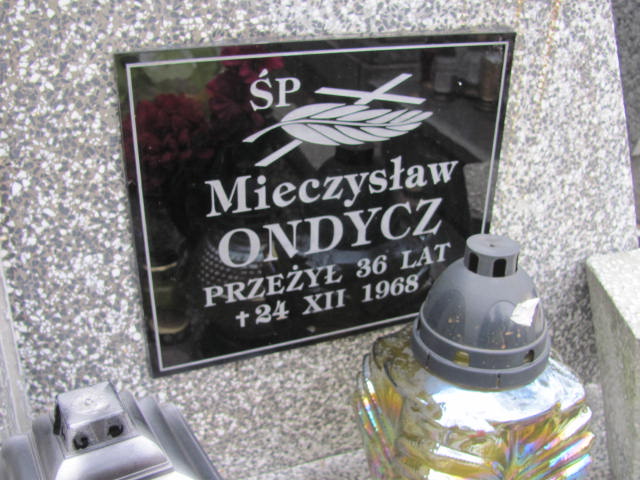 ŚP
Mieczysław
ONDYCZ
PRZEŻYŁ 36 LAT
✝ 24 XII 1968